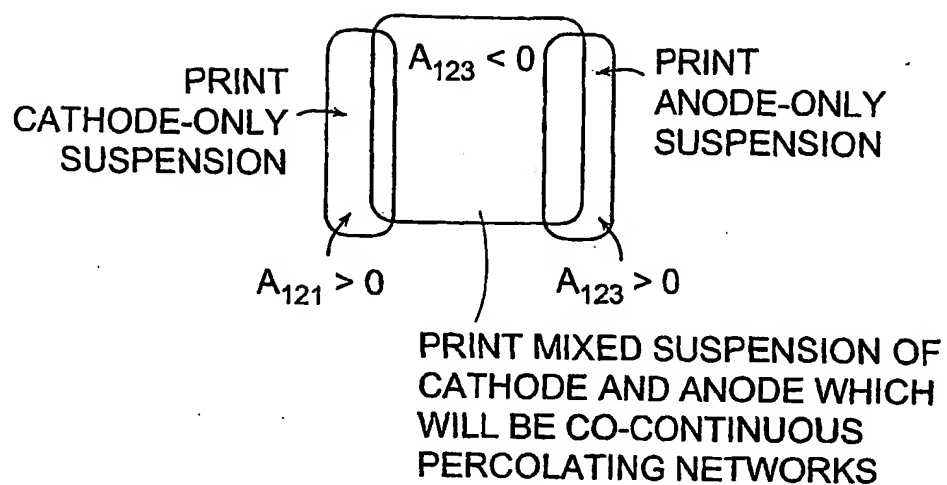 A₁₂₃ < 0
PRINT
CATHODE-ONLY
SUSPENSION
PRINT
ANODE-ONLY
SUSPENSION
A₁₂₁ > 0
A₁₂₃ > 0
PRINT MIXED SUSPENSION OF
CATHODE AND ANODE WHICH
WILL BE CO-CONTINUOUS
PERCOLATING NETWORKS